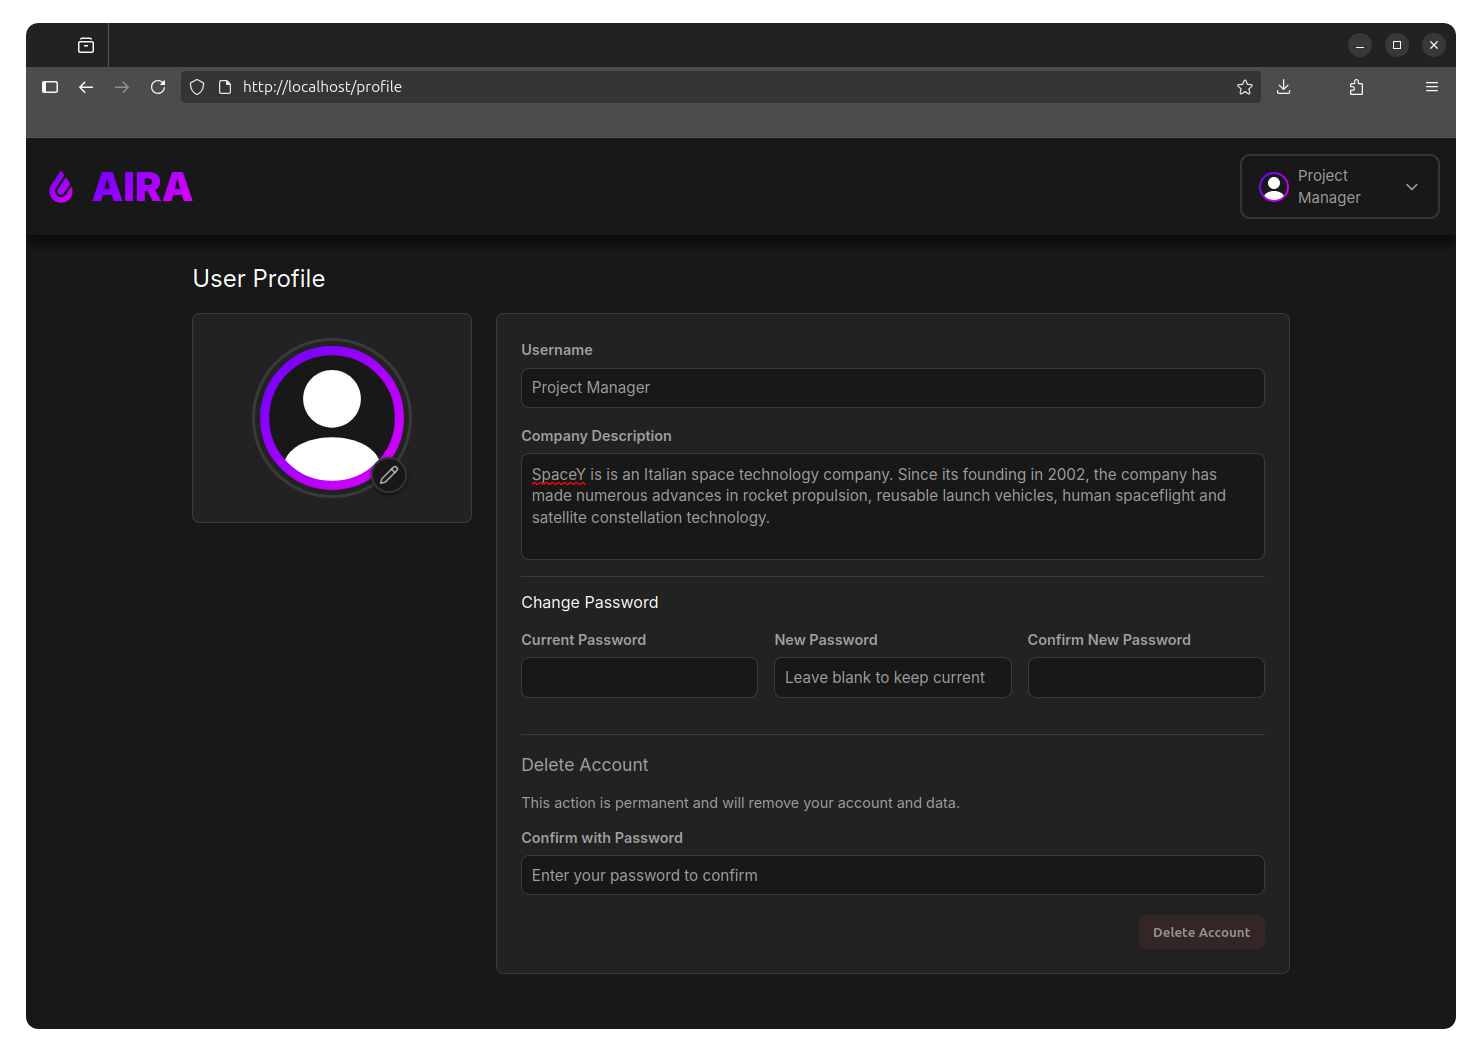 http://localhost/profile
AIRA
Project
Manager
User Profile
Username
Project Manager
Company Description
SpaceY is is an Italian space technology company. Since its founding in 2002, the company has
made numerous advances in rocket propulsion, reusable launch vehicles, human spaceflight and
satellite constellation technology.
Change Password
Current Password
New Password
Confirm New Password
Leave blank to keep current
Delete Account
This action is permanent and will remove your account and data.
Confirm with Password
Enter your password to confirm
Delete Account